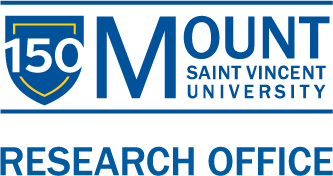 150
MOUNT
SAINT VINCENT
UNIVERSITY
RESEARCH OFFICE